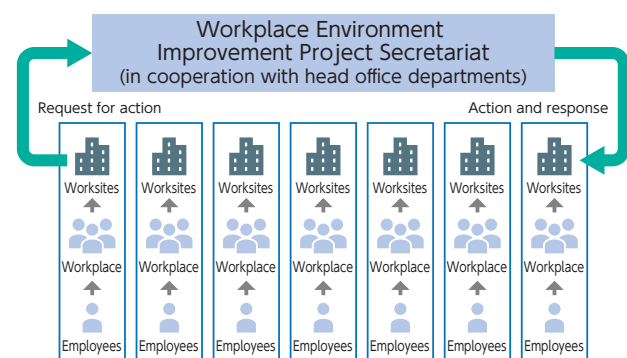 Workplace Environment
Improvement Project Secretariat
(in cooperation with head office departments)
Request for action
Action and response
Worksites Worksites Worksites Worksites Worksites Worksites Worksites
Workplace Workplace Workplace Workplace Workplace Workplace Workplace
Employees Employees Employees Employees Employees Employees Employees